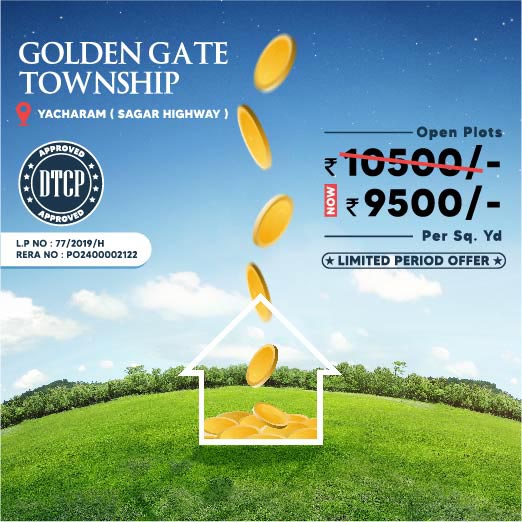 GOLDEN GATE
TOWNSHIP
YACHARAM ( SAGAR HIGHWAY )
APPROVED
DTCP
APPROVED
L.P NO : 77/2019/H
RERA NO : PO2400002122
Open Plots
₹ 10500/-
NOW ₹ 9500/-
Per Sq. Yd
★ LIMITED PERIOD OFFER ★